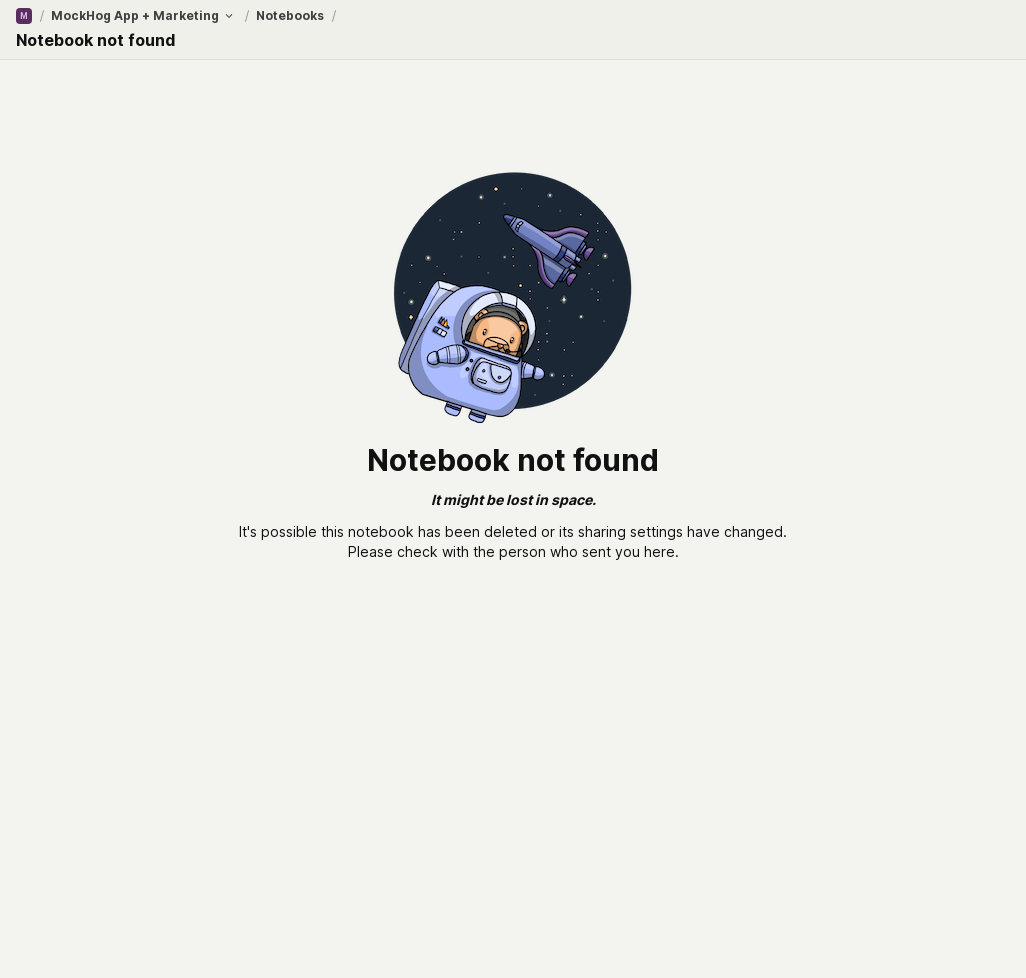 M / MockHog App + Marketing / Notebooks /
Notebook not found
Notebook not found
It might be lost in space.
It's possible this notebook has been deleted or its sharing settings have changed.
Please check with the person who sent you here.